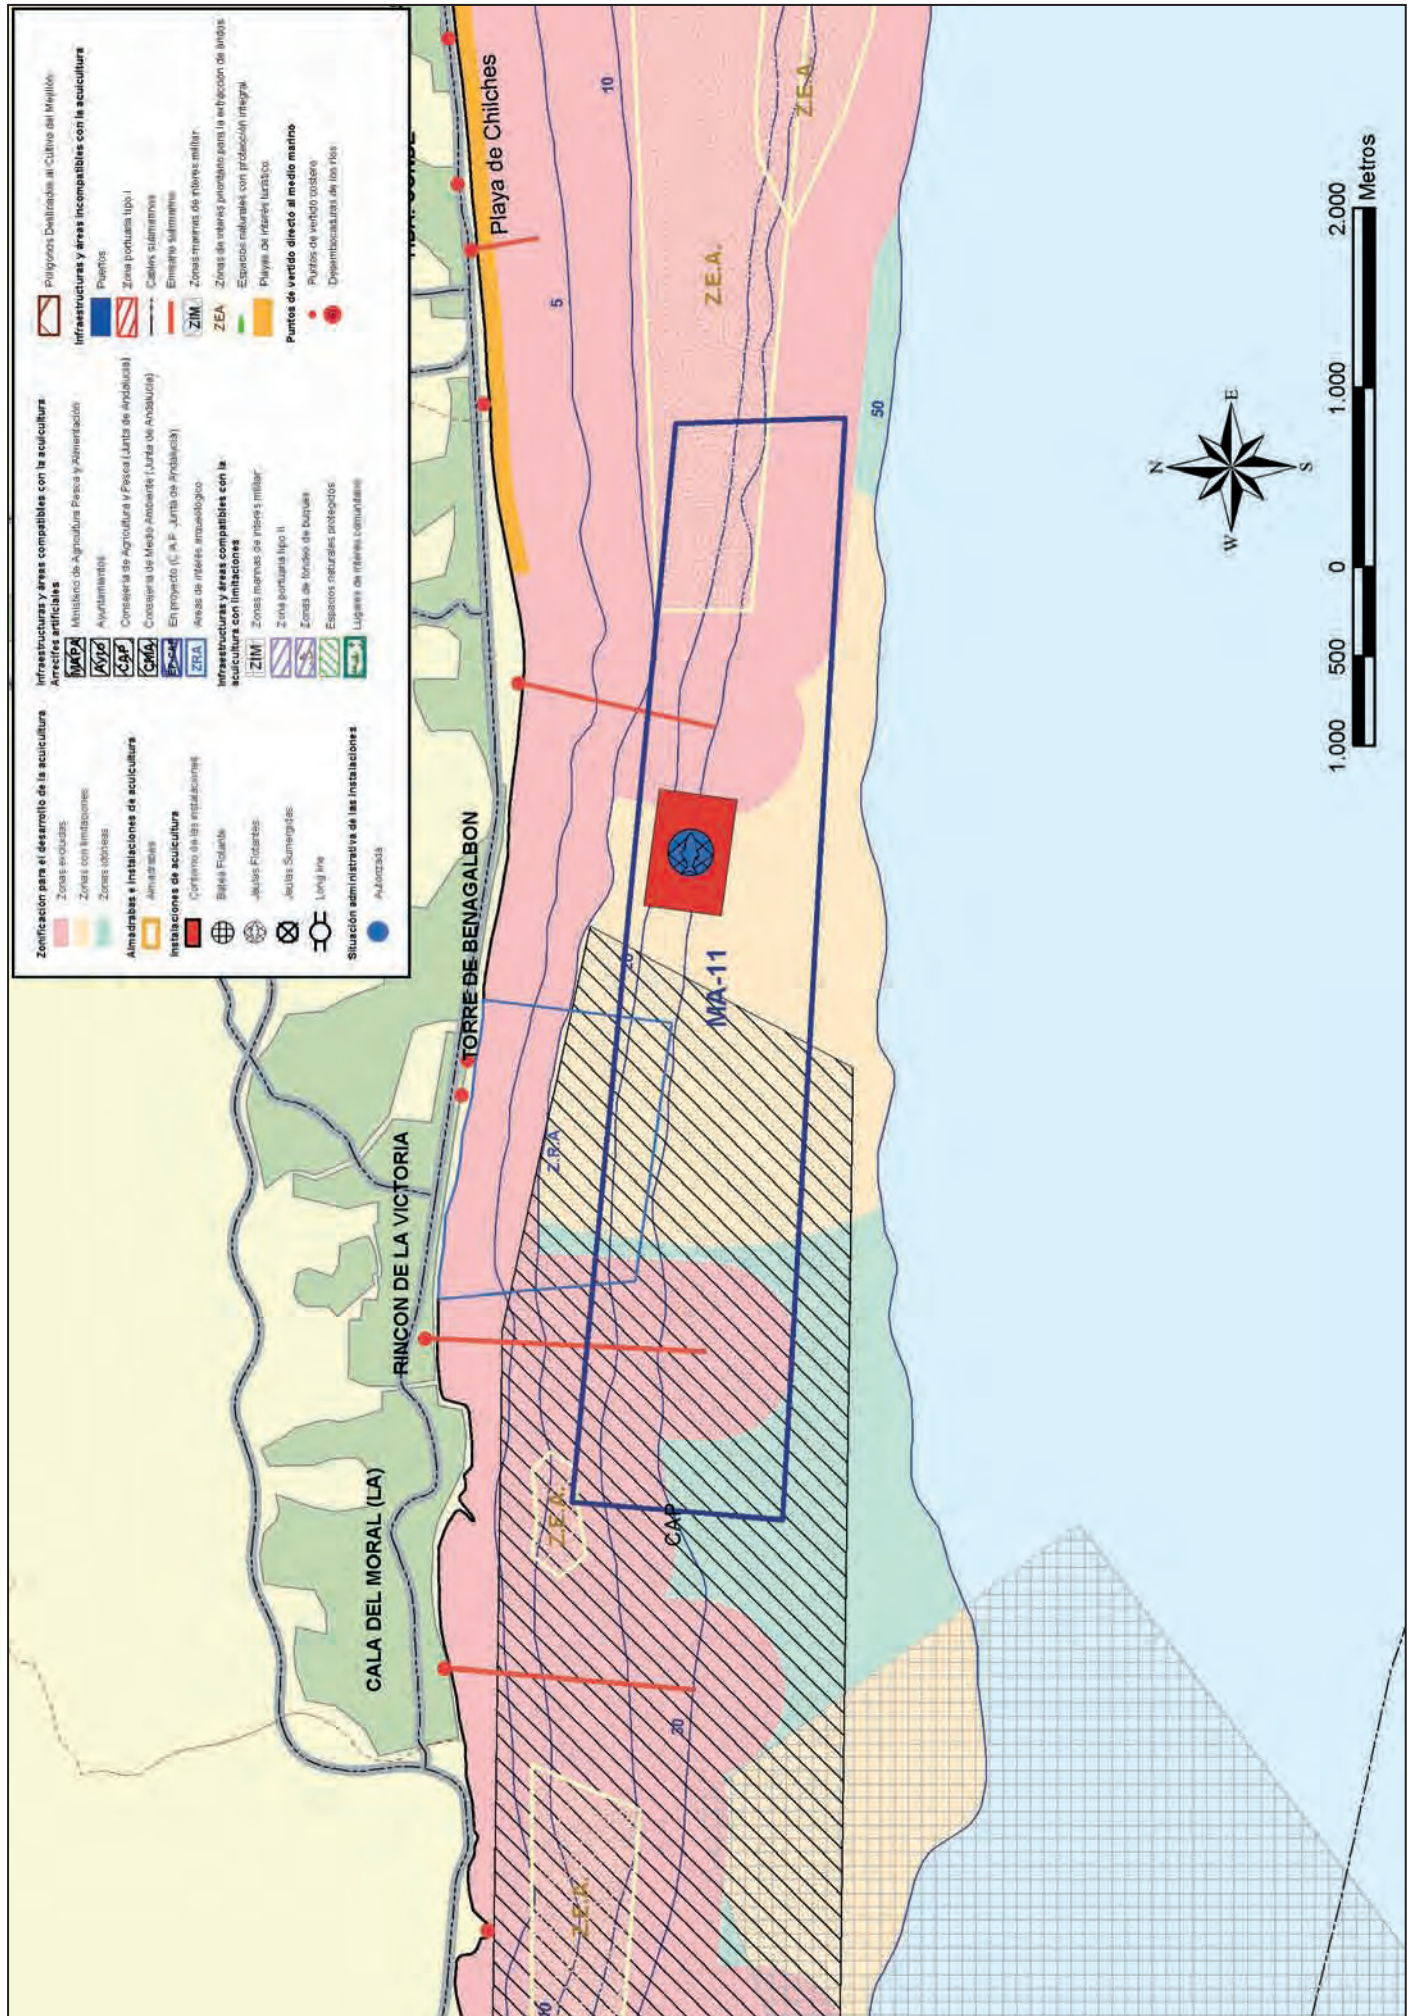 Zonificación para el desarrollo de la acuicultura
Zonas excluidas
Zonas con limitaciones
Zonas idóneas
Almadrabas e instalaciones de acuicultura
Almadrabas
Instalaciones de acuicultura
Contorno de las instalaciones
Batea Flotante
Jaulas Flotantes
Jaulas Sumergidas
Long line
Situación administrativa de las instalaciones
Autorizada
Infraestructuras y áreas compatibles con la acuicultura
Arrecifes artificiales
MAPA Ministerio de Agricultura Pesca y Alimentación
Ayto Ayuntamientos
CAP Consejería de Agricultura y Pesca (Junta de Andalucía)
CMA Consejería de Medio Ambiente (Junta de Andalucía)
En proyecto (C.A.P. Junta de Andalucía)
ZRA Áreas de interés arqueológico
Infraestructuras y áreas compatibles con la
acuicultura con limitaciones
ZIM Zonas marinas de interes militar
Zona portuaria tipo II
Zonas de fondeo de buques
Espacios naturales protegidos
Lugares de interés comunitario
Polígonos Destinados al Cultivo del Mejillón
Infraestructuras y áreas incompatibles con la acuicultura
Puertos
Zona portuaria tipo I
Cables submarinos
Emisario submarino
ZIM Zonas marinas de interes militar
ZEA Zonas de interes prioritario para la extracción de áridos
Espacios naturales con protección integral
Playas de interés turístico
Puntos de vertido directo al medio marino
Puntos de vertido costero
Desembocaduras de los ríos
CALA DEL MORAL (LA)
RINCON DE LA VICTORIA
TORRE DE BENAGALBON
Playa de Chilches
5
10
Z.R.A
Z.E.A.
Z.E.A.
Z.E.A.
Z.E.A.
20
30
CAP
MA-11
50
N
W
E
S
1.000
500
0
1.000
2.000
Metros